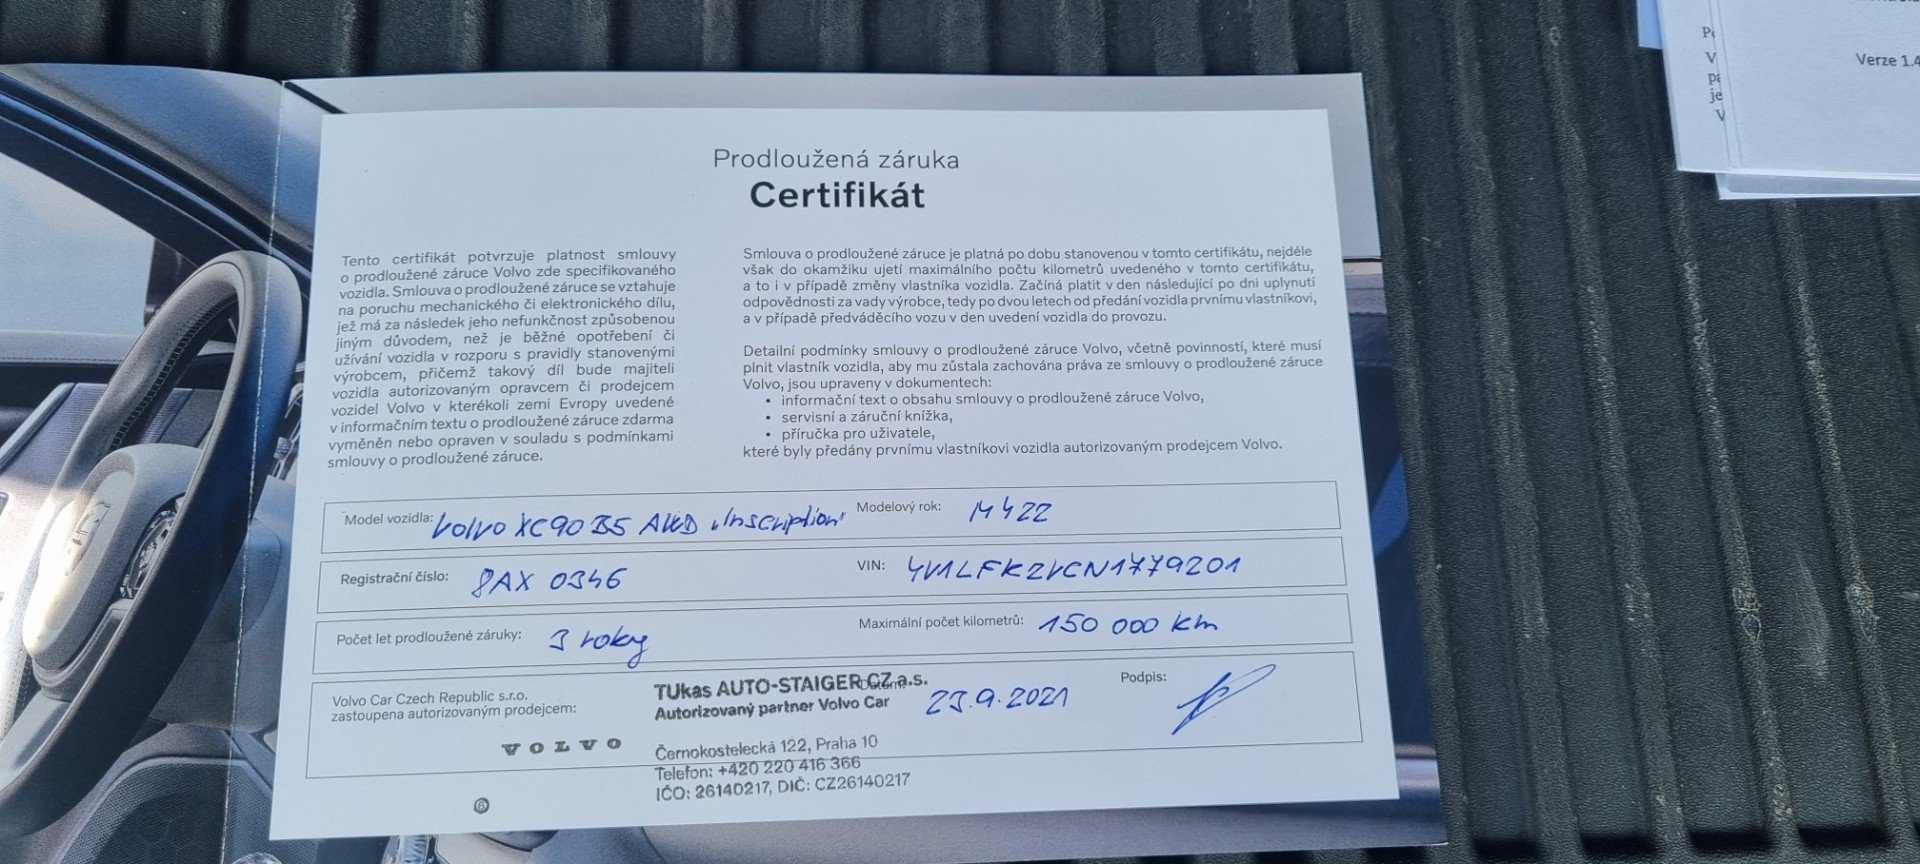 Prodloužená záruka
Certifikát
Tento certifikát potvrzuje platnost smlouvy
o prodloužené záruce Volvo zde specifikovaného
vozidla. Smlouva o prodloužené záruce se vztahuje
na poruchu mechanického či elektronického dílu,
jež má za následek jeho nefunkčnost způsobenou
jiným důvodem, než je běžné opotřebení či
užívání vozidla v rozporu s pravidly stanovenými
výrobcem, přičemž takový díl bude majiteli
vozidla autorizovaným opravcem či prodejcem
vozidel Volvo v kterékoli zemi Evropy uvedené
v informačním textu o prodloužené záruce zdarma
vyměněn nebo opraven v souladu s podmínkami
smlouvy o prodloužené záruce.
Smlouva o prodloužené záruce je platná po dobu stanovenou v tomto certifikátu, nejdéle
však do okamžiku ujetí maximálního počtu kilometrů uvedeného v tomto certifikátu,
a to i v případě změny vlastníka vozidla. Začíná platit v den následující po dni uplynutí
odpovědnosti za vady výrobce, tedy po dvou letech od předání vozidla prvnímu vlastníkovi,
a v případě předváděcího vozu v den uvedení vozidla do provozu.
Detailní podmínky smlouvy o prodloužené záruce Volvo, včetně povinností, které musí
plnit vlastník vozidla, aby mu zůstala zachována práva ze smlouvy o prodloužené záruce
Volvo, jsou upraveny v dokumentech:
• informační text o obsahu smlouvy o prodloužené záruce Volvo,
• servisní a záruční knížka,
• příručka pro uživatele,
které byly předány prvnímu vlastníkovi vozidla autorizovaným prodejcem Volvo.
Model vozidla: Volvo XC90 B5 AWD „Inscription" Modelový rok: MY22
Registrační číslo: 8AX 0346 VIN: YV1LFK2VCN1779201
Počet let prodloužené záruky: 3 roky Maximální počet kilometrů: 150 000 km
Volvo Car Czech Republic s.r.o.
zastoupena autorizovaným prodejcem:
VOLVO
TUkas AUTO-STAIGER CZ a.s.
Autorizovaný partner Volvo Car
Černokostelecká 122, Praha 10
Telefon: +420 220 416 366
IČO: 26140217, DIČ: CZ26140217
Datum:
23.9.2021
Podpis:
Verze 1.4